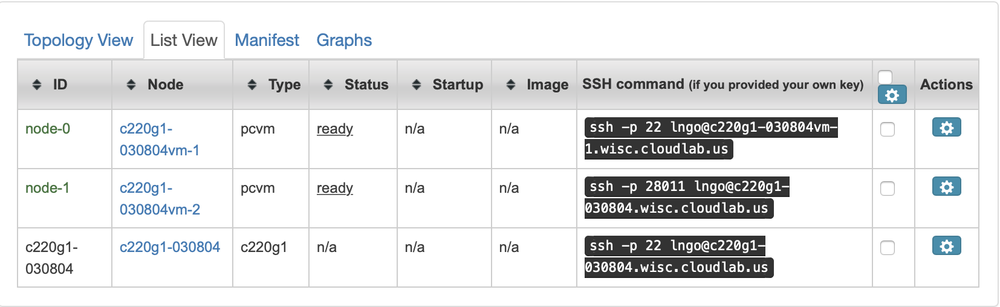 Topology View List View Manifest Graphs
ID Node Type Status Startup Image SSH command (if you provided your own key) Actions
node-0 c220g1- pcvm ready n/a n/a ssh -p 22 lngo@c220g1-030804vm-
030804vm-1 1.wisc.cloudlab.us
node-1 c220g1- pcvm ready n/a n/a ssh -p 28011 lngo@c220g1-
030804vm-2 030804.wisc.cloudlab.us
c220g1- c220g1-030804 c220g1 n/a n/a n/a ssh -p 22 lngo@c220g1-
030804 030804.wisc.cloudlab.us